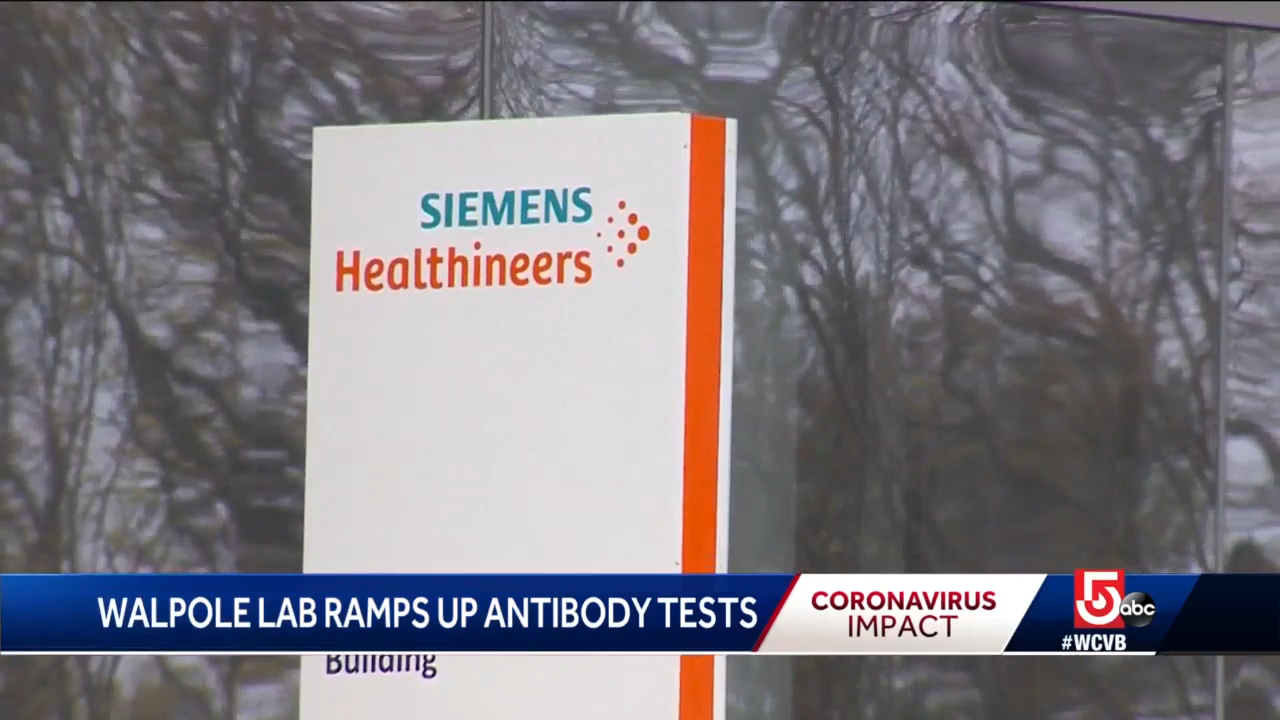 SIEMENS
Healthineers
WALPOLE LAB RAMPS UP ANTIBODY TESTS
CORONAVIRUS
IMPACT
5
abc
#WCVB
Building